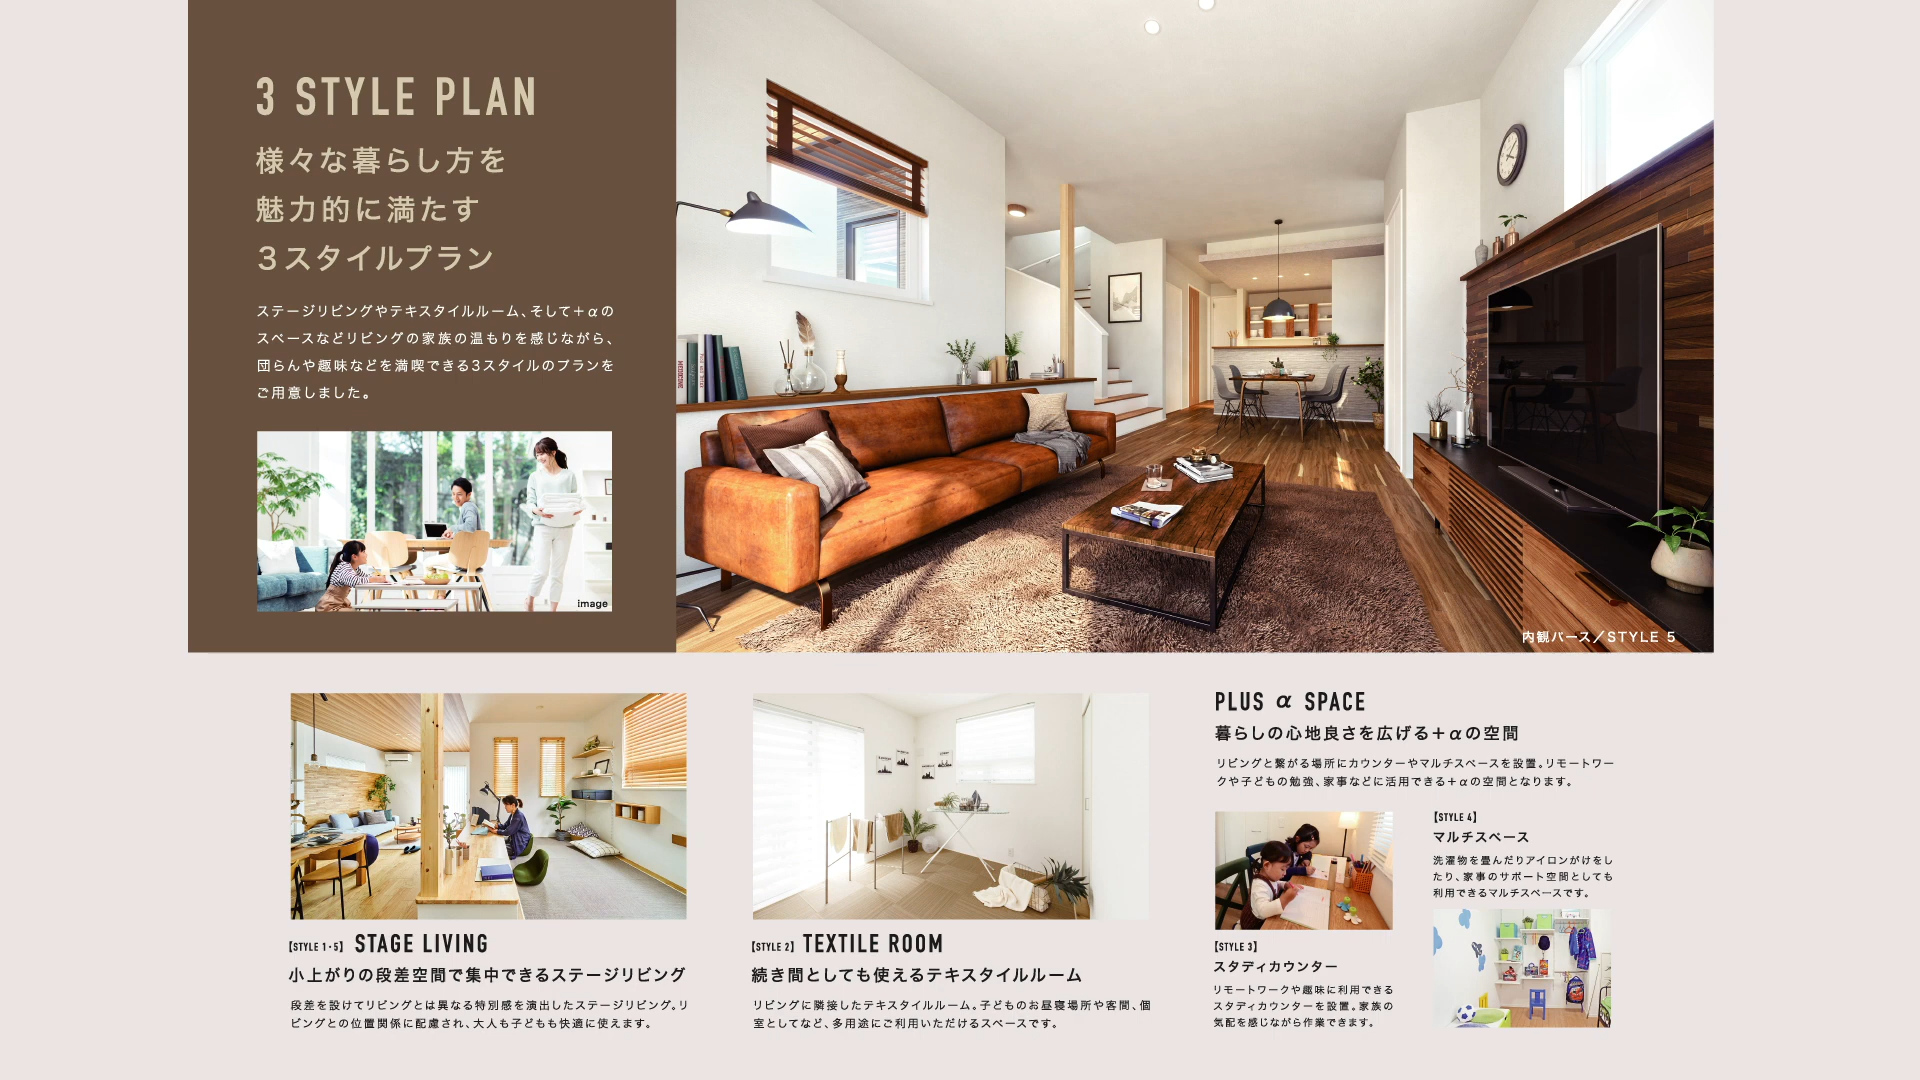 3 STYLE PLAN
様々な暮らし方を
魅力的に満たす
3スタイルプラン
ステージリビングやテキスタイルルーム、そして＋αの
スペースなどリビングの家族の温もりを感じながら、
団らんや趣味などを満喫できる3スタイルのプランを
ご用意しました。
image
内観パース／STYLE 5
【STYLE 1・5】 STAGE LIVING
小上がりの段差空間で集中できるステージリビング
段差を設けてリビングとは異なる特別感を演出したステージリビング。リ
ビングとの位置関係に配慮され、大人も子どもも快適に使えます。
【STYLE 2】 TEXTILE ROOM
続き間としても使えるテキスタイルルーム
リビングに隣接したテキスタイルルーム。子どものお昼寝場所や客間、個
室としてなど、多用途にご利用いただけるスペースです。
PLUS α SPACE
暮らしの心地良さを広げる＋αの空間
リビングと繋がる場所にカウンターやマルチスペースを設置。リモートワー
クや子どもの勉強、家事などに活用できる＋αの空間となります。
【STYLE 3】
スタディカウンター
リモートワークや趣味に利用できる
スタディカウンターを設置。家族の
気配を感じながら作業できます。
【STYLE 4】
マルチスペース
洗濯物を畳んだりアイロンがけをし
たり、家事のサポート空間としても
利用できるマルチスペースです。